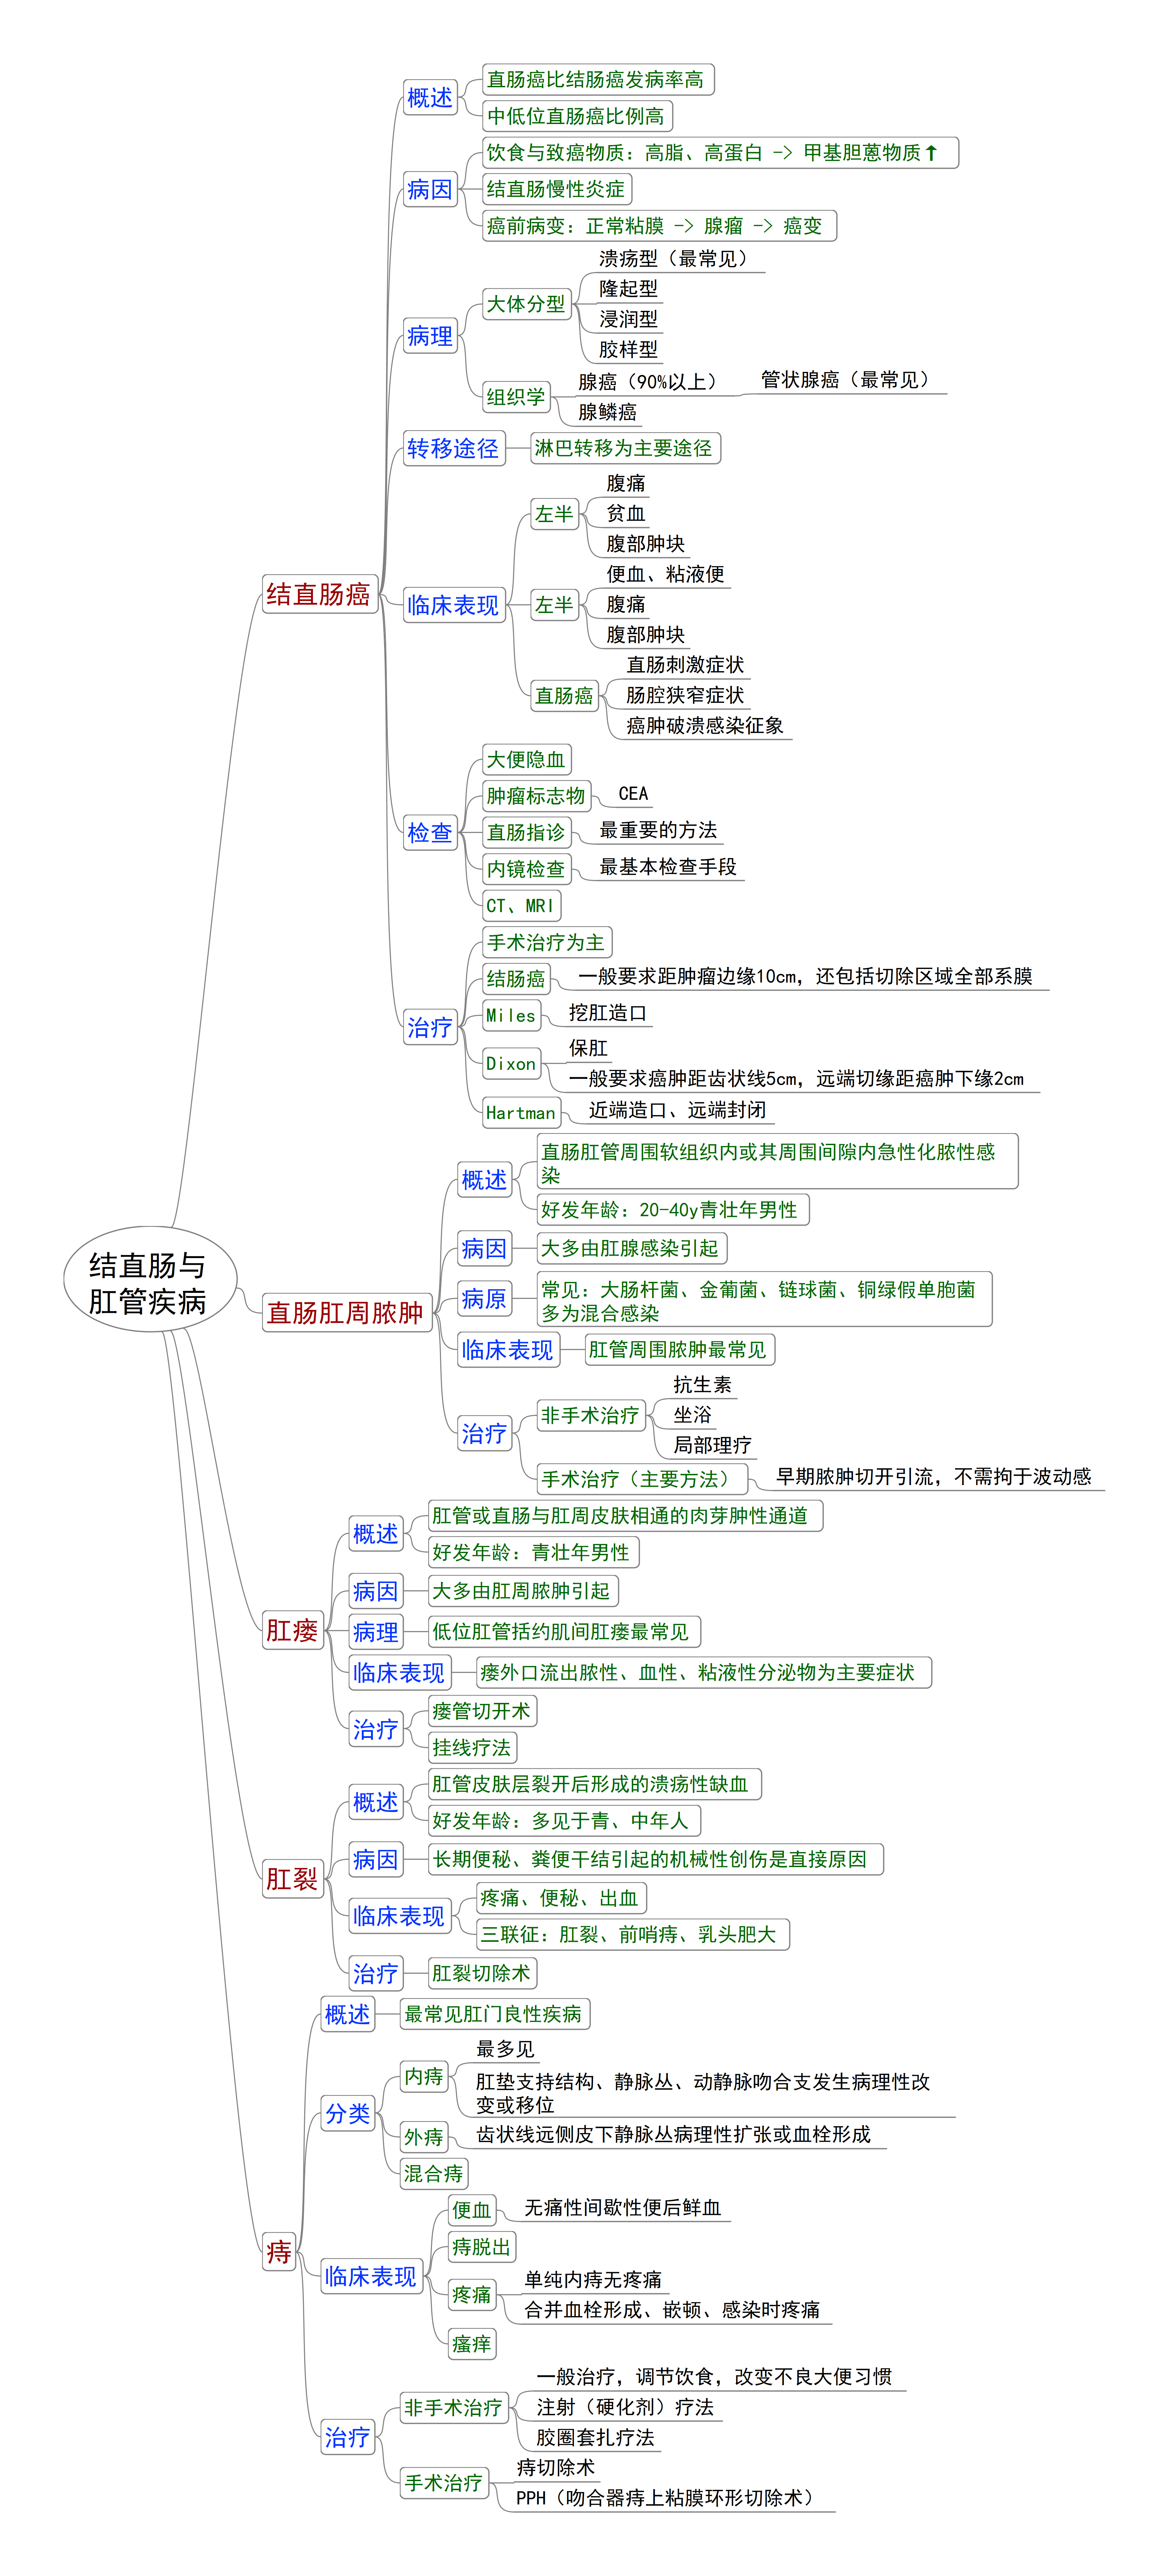 结直肠与
肛管疾病
结直肠癌
概述
直肠癌比结肠癌发病率高
中低位直肠癌比例高
病因
饮食与致癌物质：高脂、高蛋白 -> 甲基胆蒽物质↑
结直肠慢性炎症
癌前病变：正常粘膜 -> 腺瘤 -> 癌变
病理
大体分型
溃疡型（最常见）
隆起型
浸润型
胶样型
组织学
腺癌（90%以上）
管状腺癌（最常见）
腺鳞癌
转移途径
淋巴转移为主要途径
临床表现
左半
腹痛
贫血
腹部肿块
左半
便血、粘液便
腹痛
腹部肿块
直肠癌
直肠刺激症状
肠腔狭窄症状
癌肿破溃感染征象
检查
大便隐血
肿瘤标志物
CEA
直肠指诊
最重要的方法
内镜检查
最基本检查手段
CT、MRI
治疗
手术治疗为主
结肠癌
一般要求距肿瘤边缘10cm，还包括切除区域全部系膜
Miles
挖肛造口
Dixon
保肛
一般要求癌肿距齿状线5cm，远端切缘距癌肿下缘2cm
Hartman
近端造口、远端封闭
直肠肛周脓肿
概述
直肠肛管周围软组织内或其周围间隙内急性化脓性感
染
好发年龄：20-40y青壮年男性
病因
大多由肛腺感染引起
病原
常见：大肠杆菌、金葡菌、链球菌、铜绿假单胞菌
多为混合感染
临床表现
肛管周围脓肿最常见
治疗
非手术治疗
抗生素
坐浴
局部理疗
手术治疗（主要方法）
早期脓肿切开引流，不需拘于波动感
肛瘘
概述
肛管或直肠与肛周皮肤相通的肉芽肿性通道
好发年龄：青壮年男性
病因
大多由肛周脓肿引起
病理
低位肛管括约肌间肛瘘最常见
临床表现
瘘外口流出脓性、血性、粘液性分泌物为主要症状
治疗
瘘管切开术
挂线疗法
肛裂
概述
肛管皮肤层裂开后形成的溃疡性缺血
好发年龄：多见于青、中年人
病因
长期便秘、粪便干结引起的机械性创伤是直接原因
临床表现
疼痛、便秘、出血
三联征：肛裂、前哨痔、乳头肥大
治疗
肛裂切除术
痔
概述
最常见肛门良性疾病
分类
内痔
最多见
肛垫支持结构、静脉丛、动静脉吻合支发生病理性改
变或移位
外痔
齿状线远侧皮下静脉丛病理性扩张或血栓形成
混合痔
临床表现
便血
无痛性间歇性便后鲜血
痔脱出
疼痛
单纯内痔无疼痛
合并血栓形成、嵌顿、感染时疼痛
瘙痒
治疗
非手术治疗
一般治疗，调节饮食，改变不良大便习惯
注射（硬化剂）疗法
胶圈套扎疗法
手术治疗
痔切除术
PPH（吻合器痔上粘膜环形切除术）